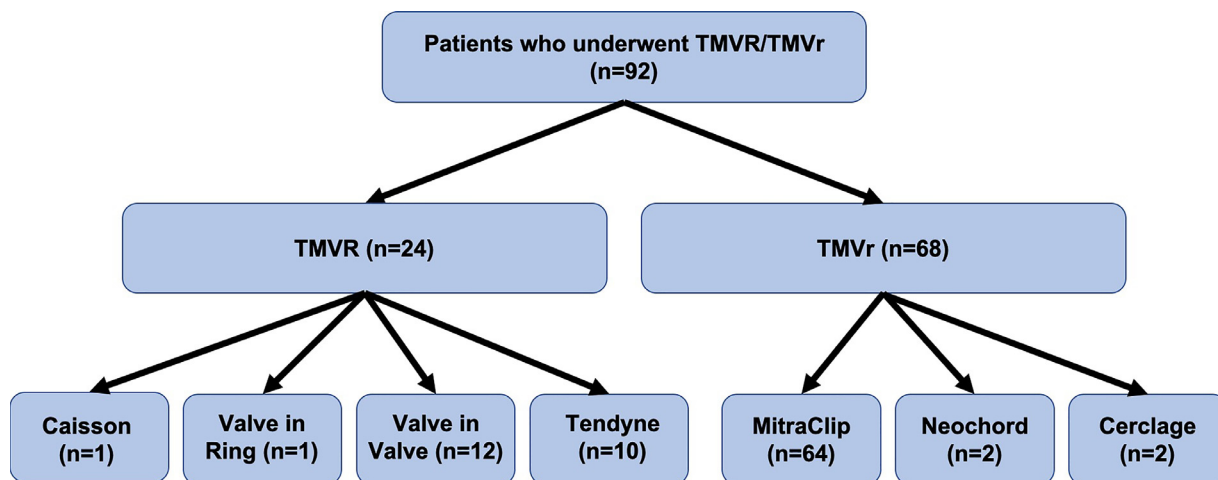 Patients who underwent TMVR/TMVr
(n=92)
TMVR (n=24)
TMVr (n=68)
Caisson
(n=1)
Valve in
Ring (n=1)
Valve in
Valve (n=12)
Tendyne
(n=10)
MitraClip
(n=64)
Neochord
(n=2)
Cerclage
(n=2)